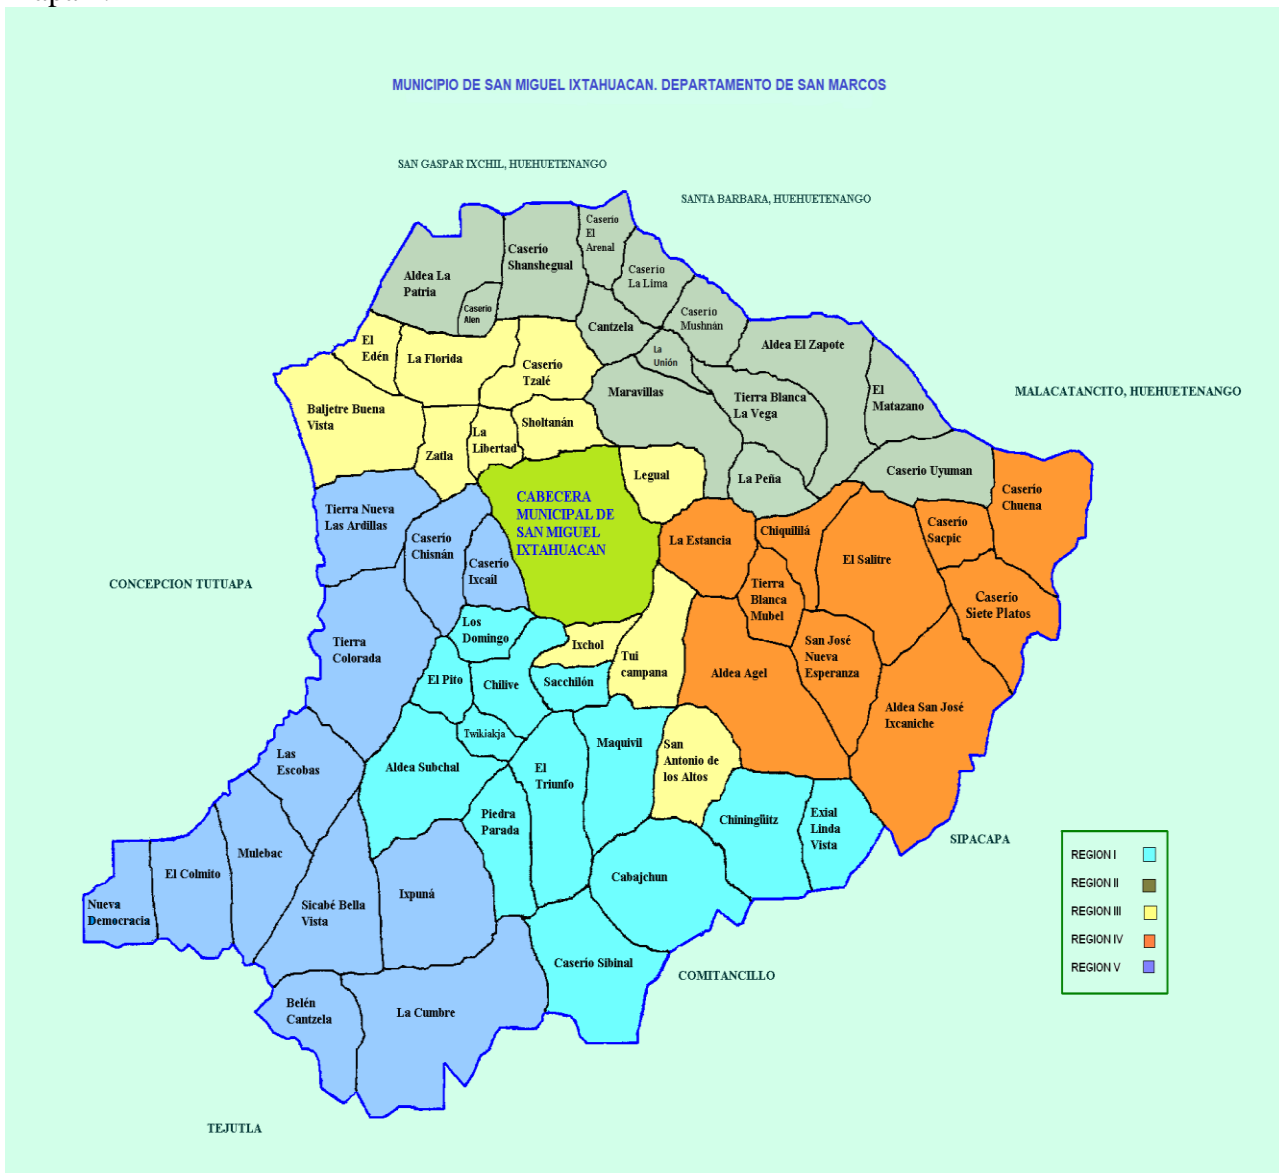 MUNICIPIO DE SAN MIGUEL IXTAHUACAN. DEPARTAMENTO DE SAN MARCOS
SAN GASPAR IXCHIL, HUEHUETENANGO
SANTA BARBARA, HUEHUETENANGO
Caserio
El
Arenal
Caserío
Shanshegual
Caserio
La Lima
Aldea La
Patria
Caserio
Alen
Caserio
Mushnán
Cantzela
El
Edén
La Florida
La
Unión
Aldea El Zapote
Caserío
Tzalé
MALACATANCITO, HUEHUETENANGO
Maravillas
Tierra Blanca
La Vega
El
Matazano
Baljetre Buena
Vista
Sholtanán
La
Libertad
Zatla
Legual
La Peña
Caserio Uyuman
Caserío
Chuena
CABECERA
MUNICIPAL DE
SAN MIGUEL
IXTAHUACAN
Tierra Nueva
Las Ardillas
Caserío
Chisnán
La Estancia
Chiquililá
Caserío
Sacpic
El Salitre
Caserío
Ixcail
CONCEPCION TUTUAPA
Tierra
Blanca
Mubel
Caserío
Siete Platos
Los
Domingo
Tierra
Colorada
Ixchol
Tui
campana
San José
Nueva
Esperanza
El Pito
Chilive
Sacchilón
Aldea Agel
Aldea San José
Ixcaniche
Twikiakja
Maquivil
San
Antonio de
los Altos
Las
Escobas
Aldea Subchal
El
Triunfo
Piedra
Parada
Chiningüitz
Exial
Linda
Vista
SIPACAPA
Mulebac
El Colmito
Cabajchun
Nueva
Democracia
Sicabé Bella
Vista
Ixpuná
Caserio Sibinal
COMITANCILLO
Belén
Cantzela
La Cumbre
TEJUTLA
REGION I
REGION II
REGION III
REGION IV
REGION V